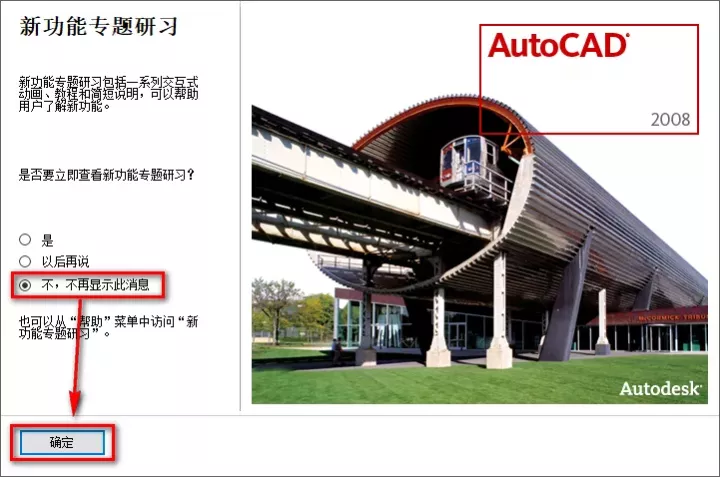 新功能专题研习
新功能专题研习包括一系列交互式
动画、教程和简短说明，可以帮助
用户了解新功能。
是否要立即查看新功能专题研习？
是
以后再说
不，不再显示此消息
也可以从“帮助”菜单中访问“新
功能专题研习”。
确定
AutoCAD
2008
McCORMICK TRIBUN
Autodesk